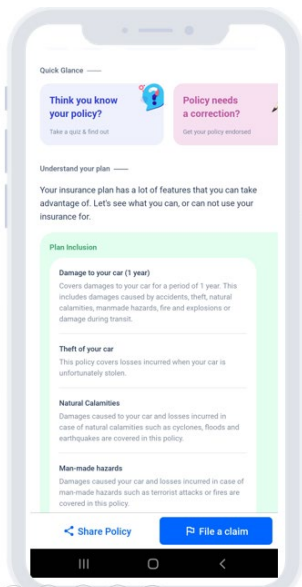 Quick Glance
Think you know
your policy?
Take a quiz & find out
Policy needs
a correction?
Get your policy endorsed
Understand your plan
Your insurance plan has a lot of features that you can take
advantage of. Let's see what you can, or can not use your
insurance for.
Plan Inclusion
Damage to your car (1 year)
Covers damages to your car for a period of 1 year. This
includes damages caused by accidents, theft, natural
calamities, manmade hazards, fire and explosions or
damage during transit.
Theft of your car
This policy covers losses incurred when your car is
unfortunately stolen.
Natural Calamities
Damages caused to your car and losses incurred in
case of natural calamities such as cyclones, floods and
earthquakes are covered in this policy.
Man-made hazards
Damages caused your car and losses incurred in case of
man-made hazards such as terrorist attacks or fires are
covered in this policy.
Share Policy
File a claim